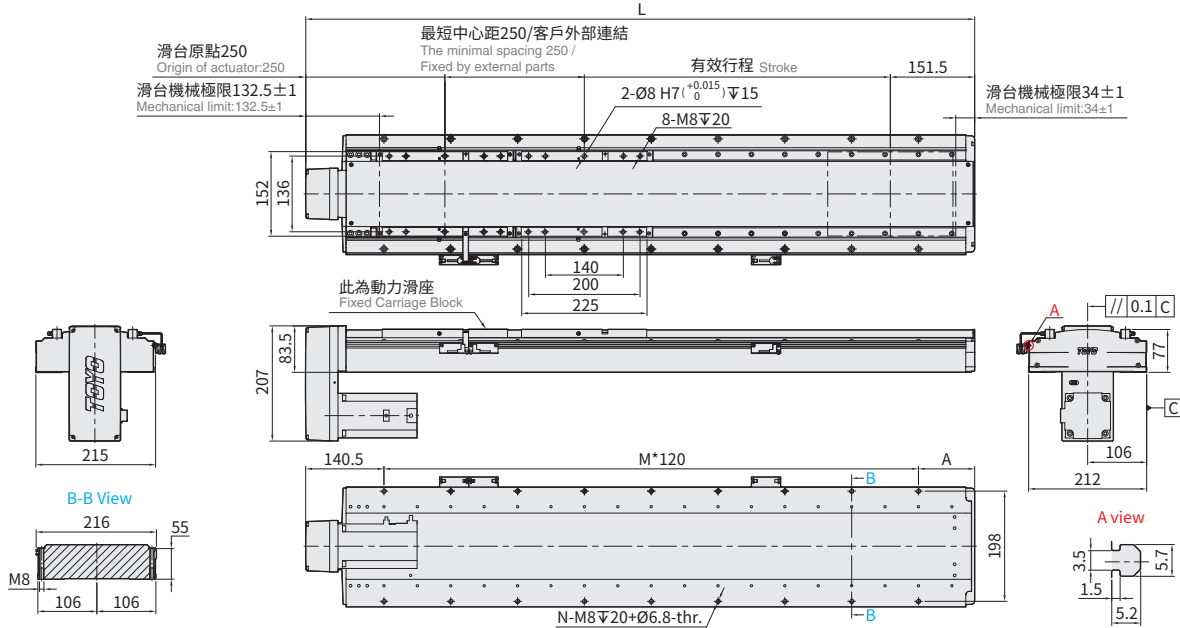 L
最短中心距250/客戶外部連結
The minimal spacing 250 /
Fixed by external parts
滑台原點250
Origin of actuator:250
有效行程 Stroke
151.5
滑台機械極限132.5±1
Mechanical limit:132.5±1
2-Ø8 H7(+0.015 0)↧15
滑台機械極限34±1
Mechanical limit:34±1
8-M8↧20
152
136
140
200
225
此為動力滑座
Fixed Carriage Block
83.5
207
TOYO
215
A
// 0.1 C
TOYO
77
C
106
212
140.5
M*120
A
B
B
198
N-M8↧20+Ø6.8-thr.
B-B View
216
55
M8
106
106
A view
3.5
5.7
1.5
5.2